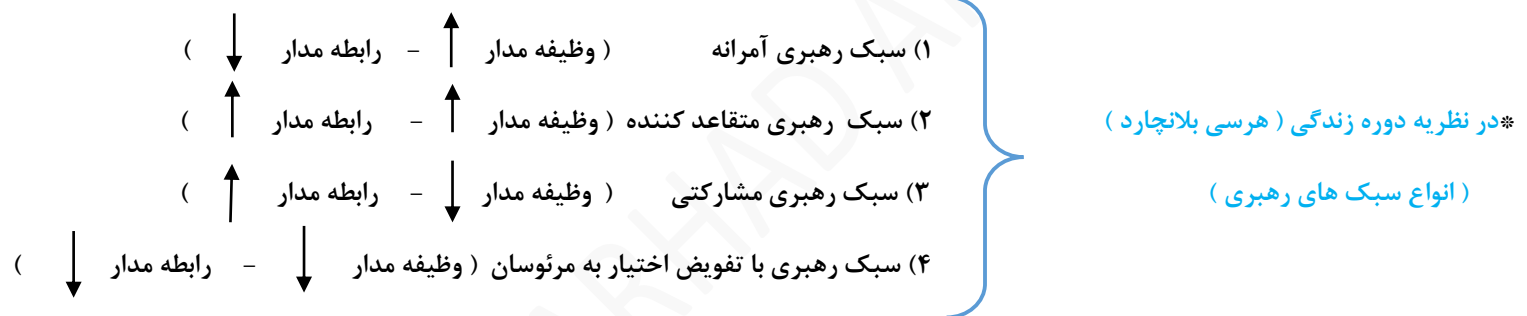 *در نظریه دوره زندگی ( هرسی بلانچارد )
( انواع سبک های رهبری )
۱) سبک رهبری آمرانه ( وظیفه مدار ↑ - رابطه مدار ↓ )
۲) سبک رهبری متقاعد کننده ( وظیفه مدار ↑ - رابطه مدار ↑ )
۳) سبک رهبری مشارکتی ( وظیفه مدار ↓ - رابطه مدار ↑ )
۴) سبک رهبری با تفویض اختیار به مرئوسان ( وظیفه مدار ↓ - رابطه مدار ↓ )